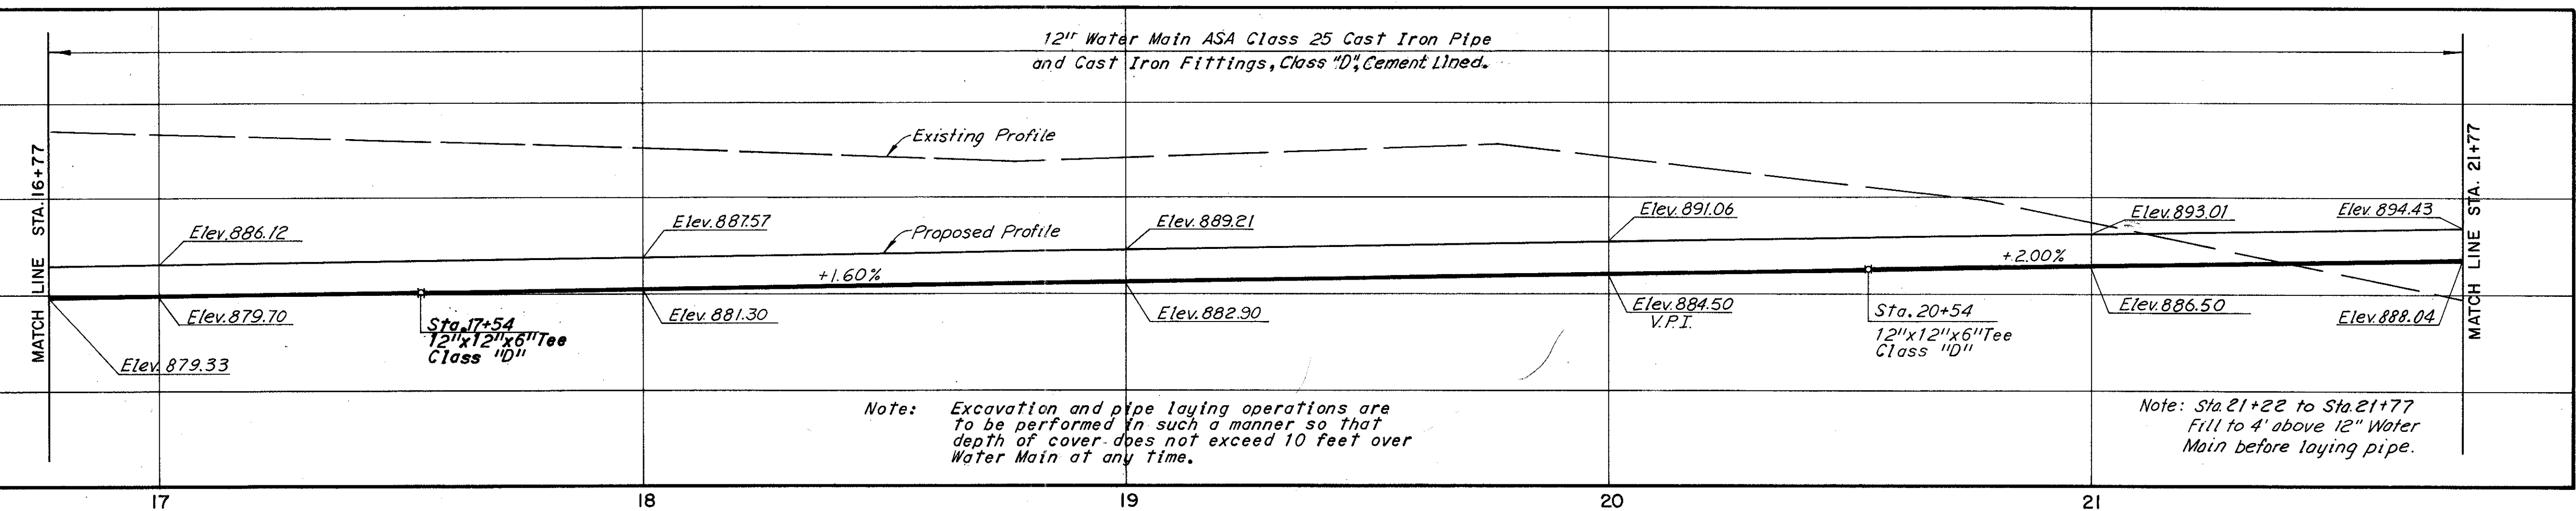 12" Water Main ASA Class 25 Cast Iron Pipe
and Cast Iron Fittings, Class "D", Cement Lined.
MATCH LINE STA. 16+77
Existing Profile
MATCH LINE STA. 21+77
Elev. 886.12
Elev. 887.57
Proposed Profile
Elev. 889.21
Elev. 891.06
Elev. 893.01
Elev. 894.43
+1.60%
+2.00%
Elev. 879.33
Elev. 879.70
Sta. 17+54
12"x12"x6" Tee
Class "D"
Elev. 881.30
Elev. 882.90
Elev. 884.50
V.P.I.
Sta. 20+54
12"x12"x6" Tee
Class "D"
Elev. 886.50
Elev. 888.04
Note: Excavation and pipe laying operations are
to be performed in such a manner so that
depth of cover does not exceed 10 feet over
Water Main at any time.
Note: Sta. 21+22 to Sta. 21+77
Fill to 4' above 12" Water
Main before laying pipe.
17 18 19 20 21